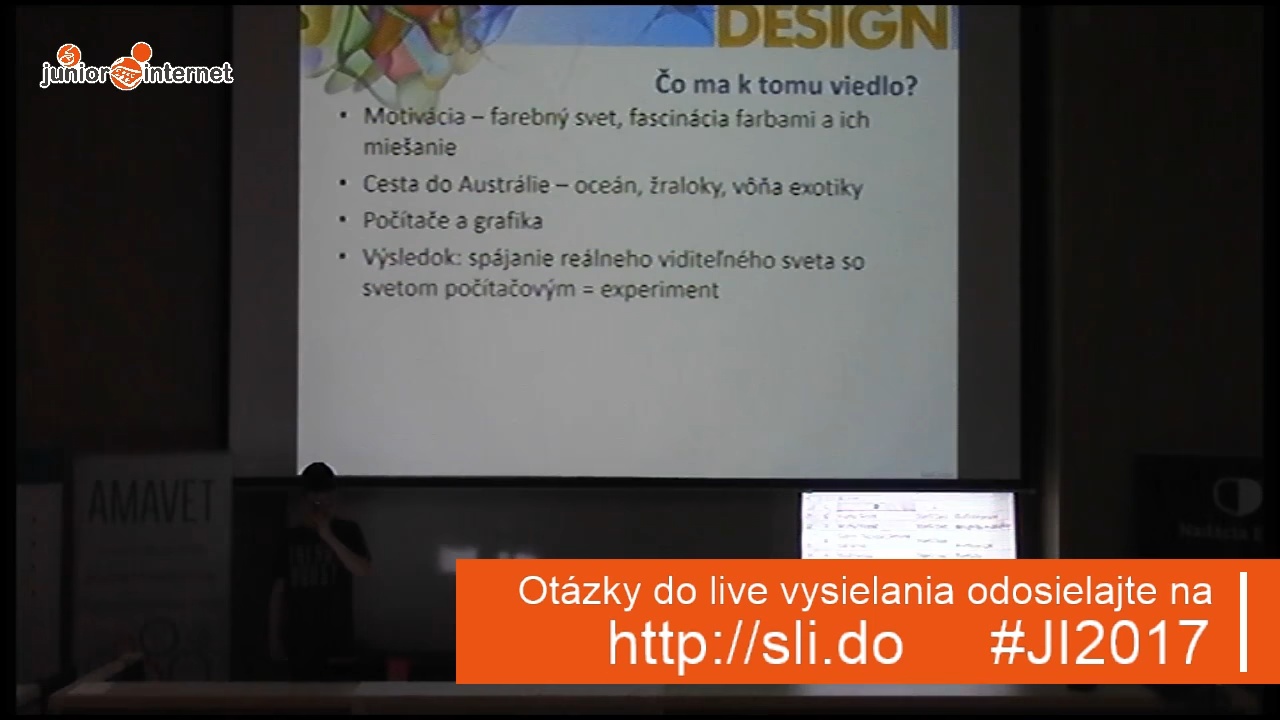 DESIGN
junior internet
Čo ma k tomu viedlo?
• Motivácia – farebný svet, fascinácia farbami a ich
miešanie
• Cesta do Austrálie – oceán, žraloky, vôňa exotiky
• Počítače a grafika
• Výsledok: spájanie reálneho viditeľného sveta so
svetom počítačovým = experiment
AMAVET
Nadácia
Otázky do live vysielania odosielajte na
http://sli.do #JI2017